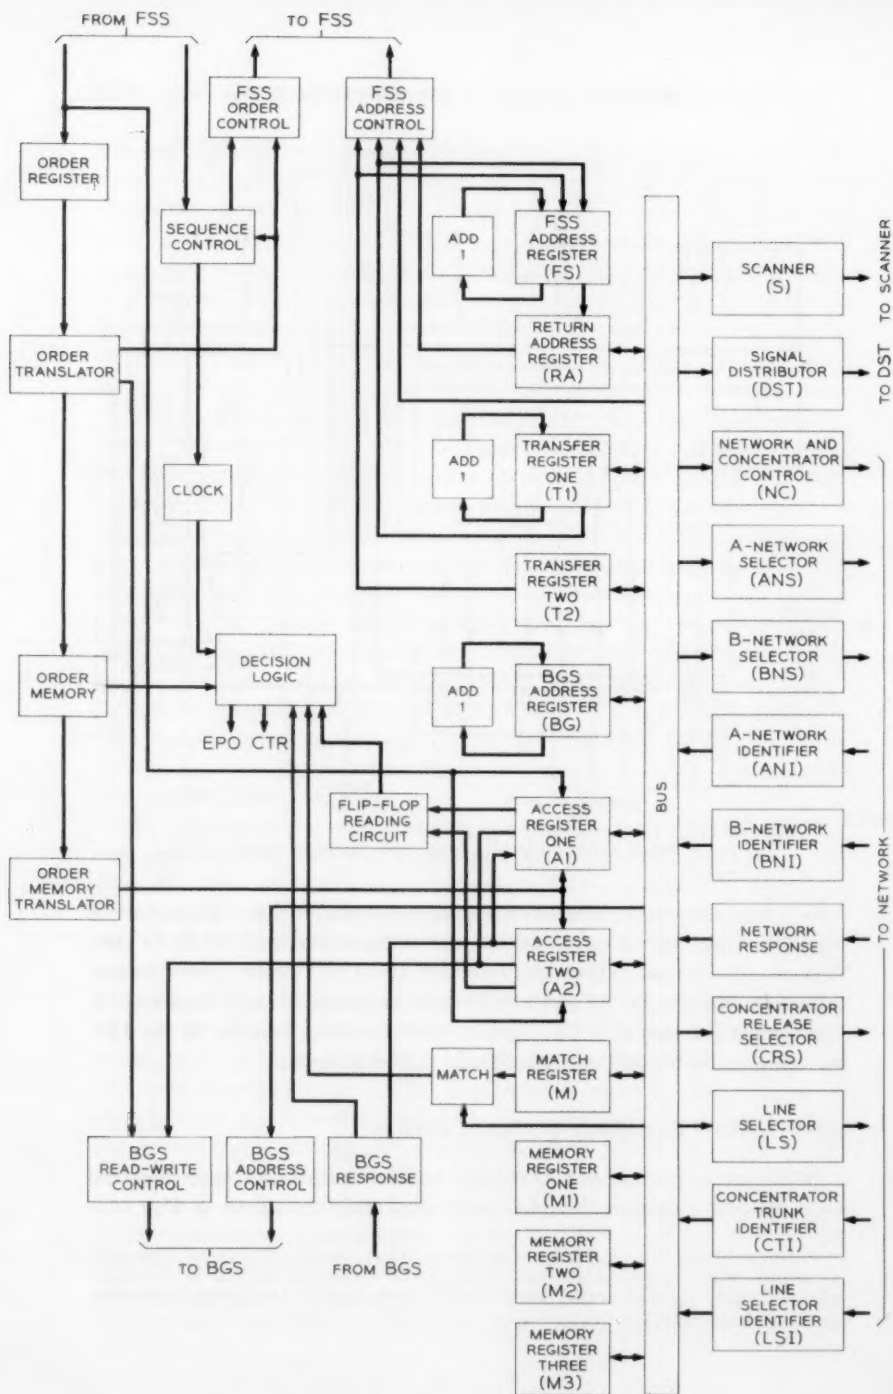 FROM FSS
TO FSS
FSS
ORDER
CONTROL
FSS
ADDRESS
CONTROL
ORDER
REGISTER
SEQUENCE
CONTROL
ADD
1
FSS
ADDRESS
REGISTER
(FS)
SCANNER
(S)
TO SCANNER
ORDER
TRANSLATOR
RETURN
ADDRESS
REGISTER
(RA)
SIGNAL
DISTRIBUTOR
(DST)
TO DST
CLOCK
ADD
1
TRANSFER
REGISTER
ONE
(T1)
NETWORK AND
CONCENTRATOR
CONTROL
(NC)
TRANSFER
REGISTER
TWO
(T2)
A-NETWORK
SELECTOR
(ANS)
ORDER
MEMORY
DECISION
LOGIC
EPO CTR
ADD
1
BGS
ADDRESS
REGISTER
(BG)
B-NETWORK
SELECTOR
(BNS)
A-NETWORK
IDENTIFIER
(ANI)
BUS
FLIP-FLOP
READING
CIRCUIT
ACCESS
REGISTER
ONE
(A1)
B-NETWORK
IDENTIFIER
(BNI)
TO NETWORK
ORDER
MEMORY
TRANSLATOR
ACCESS
REGISTER
TWO
(A2)
NETWORK
RESPONSE
CONCENTRATOR
RELEASE
SELECTOR
(CRS)
MATCH
MATCH
REGISTER
(M)
LINE
SELECTOR
(LS)
BGS
READ-WRITE
CONTROL
BGS
ADDRESS
CONTROL
BGS
RESPONSE
MEMORY
REGISTER
ONE
(M1)
CONCENTRATOR
TRUNK
IDENTIFIER
(CTI)
TO BGS
FROM BGS
MEMORY
REGISTER
TWO
(M2)
LINE
SELECTOR
IDENTIFIER
(LSI)
MEMORY
REGISTER
THREE
(M3)